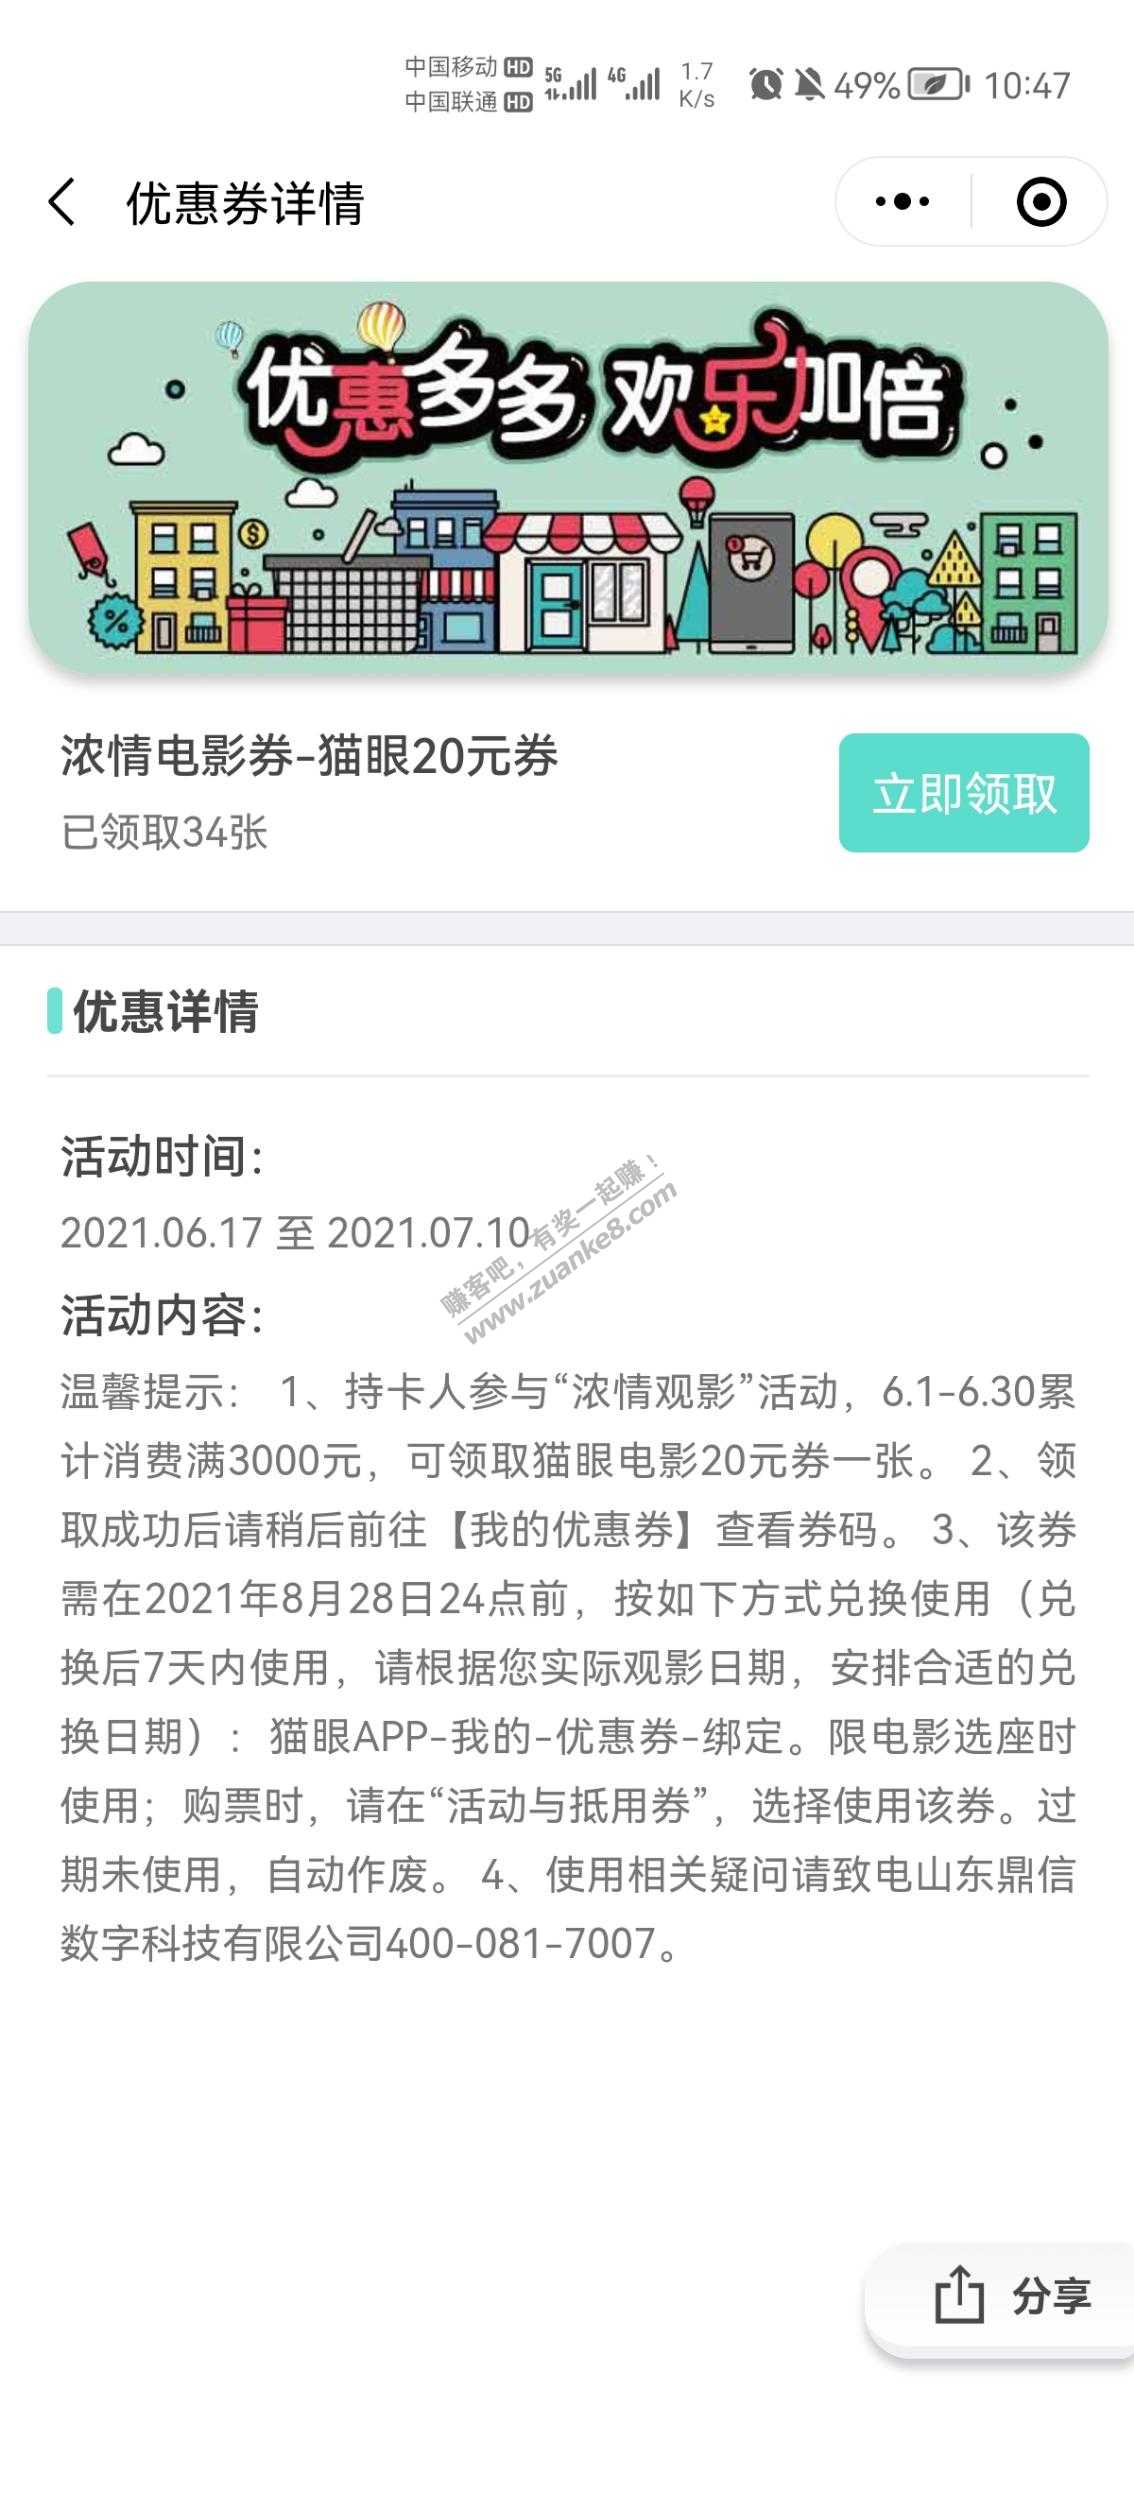 中国移动 HD
中国联通 HD
5G
4G
1.7
K/s
49%
10:47
优惠券详情
优惠多多 欢乐加倍
浓情电影券-猫眼20元券
已领取34张
立即领取
优惠详情
活动时间：
2021.06.17 至 2021.07.10
活动内容：
赚客吧，有奖一起赚！
www.zuanke8.com
温馨提示： 1、持卡人参与“浓情观影”活动，6.1-6.30累
计消费满3000元，可领取猫眼电影20元券一张。 2、领
取成功后请稍后前往【我的优惠券】查看券码。 3、该券
需在2021年8月28日24点前，按如下方式兑换使用（兑
换后7天内使用，请根据您实际观影日期，安排合适的兑
换日期）：猫眼APP-我的-优惠券-绑定。限电影选座时
使用；购票时，请在“活动与抵用券”，选择使用该券。过
期未使用，自动作废。 4、使用相关疑问请致电山东鼎信
数字科技有限公司400-081-7007。
分享